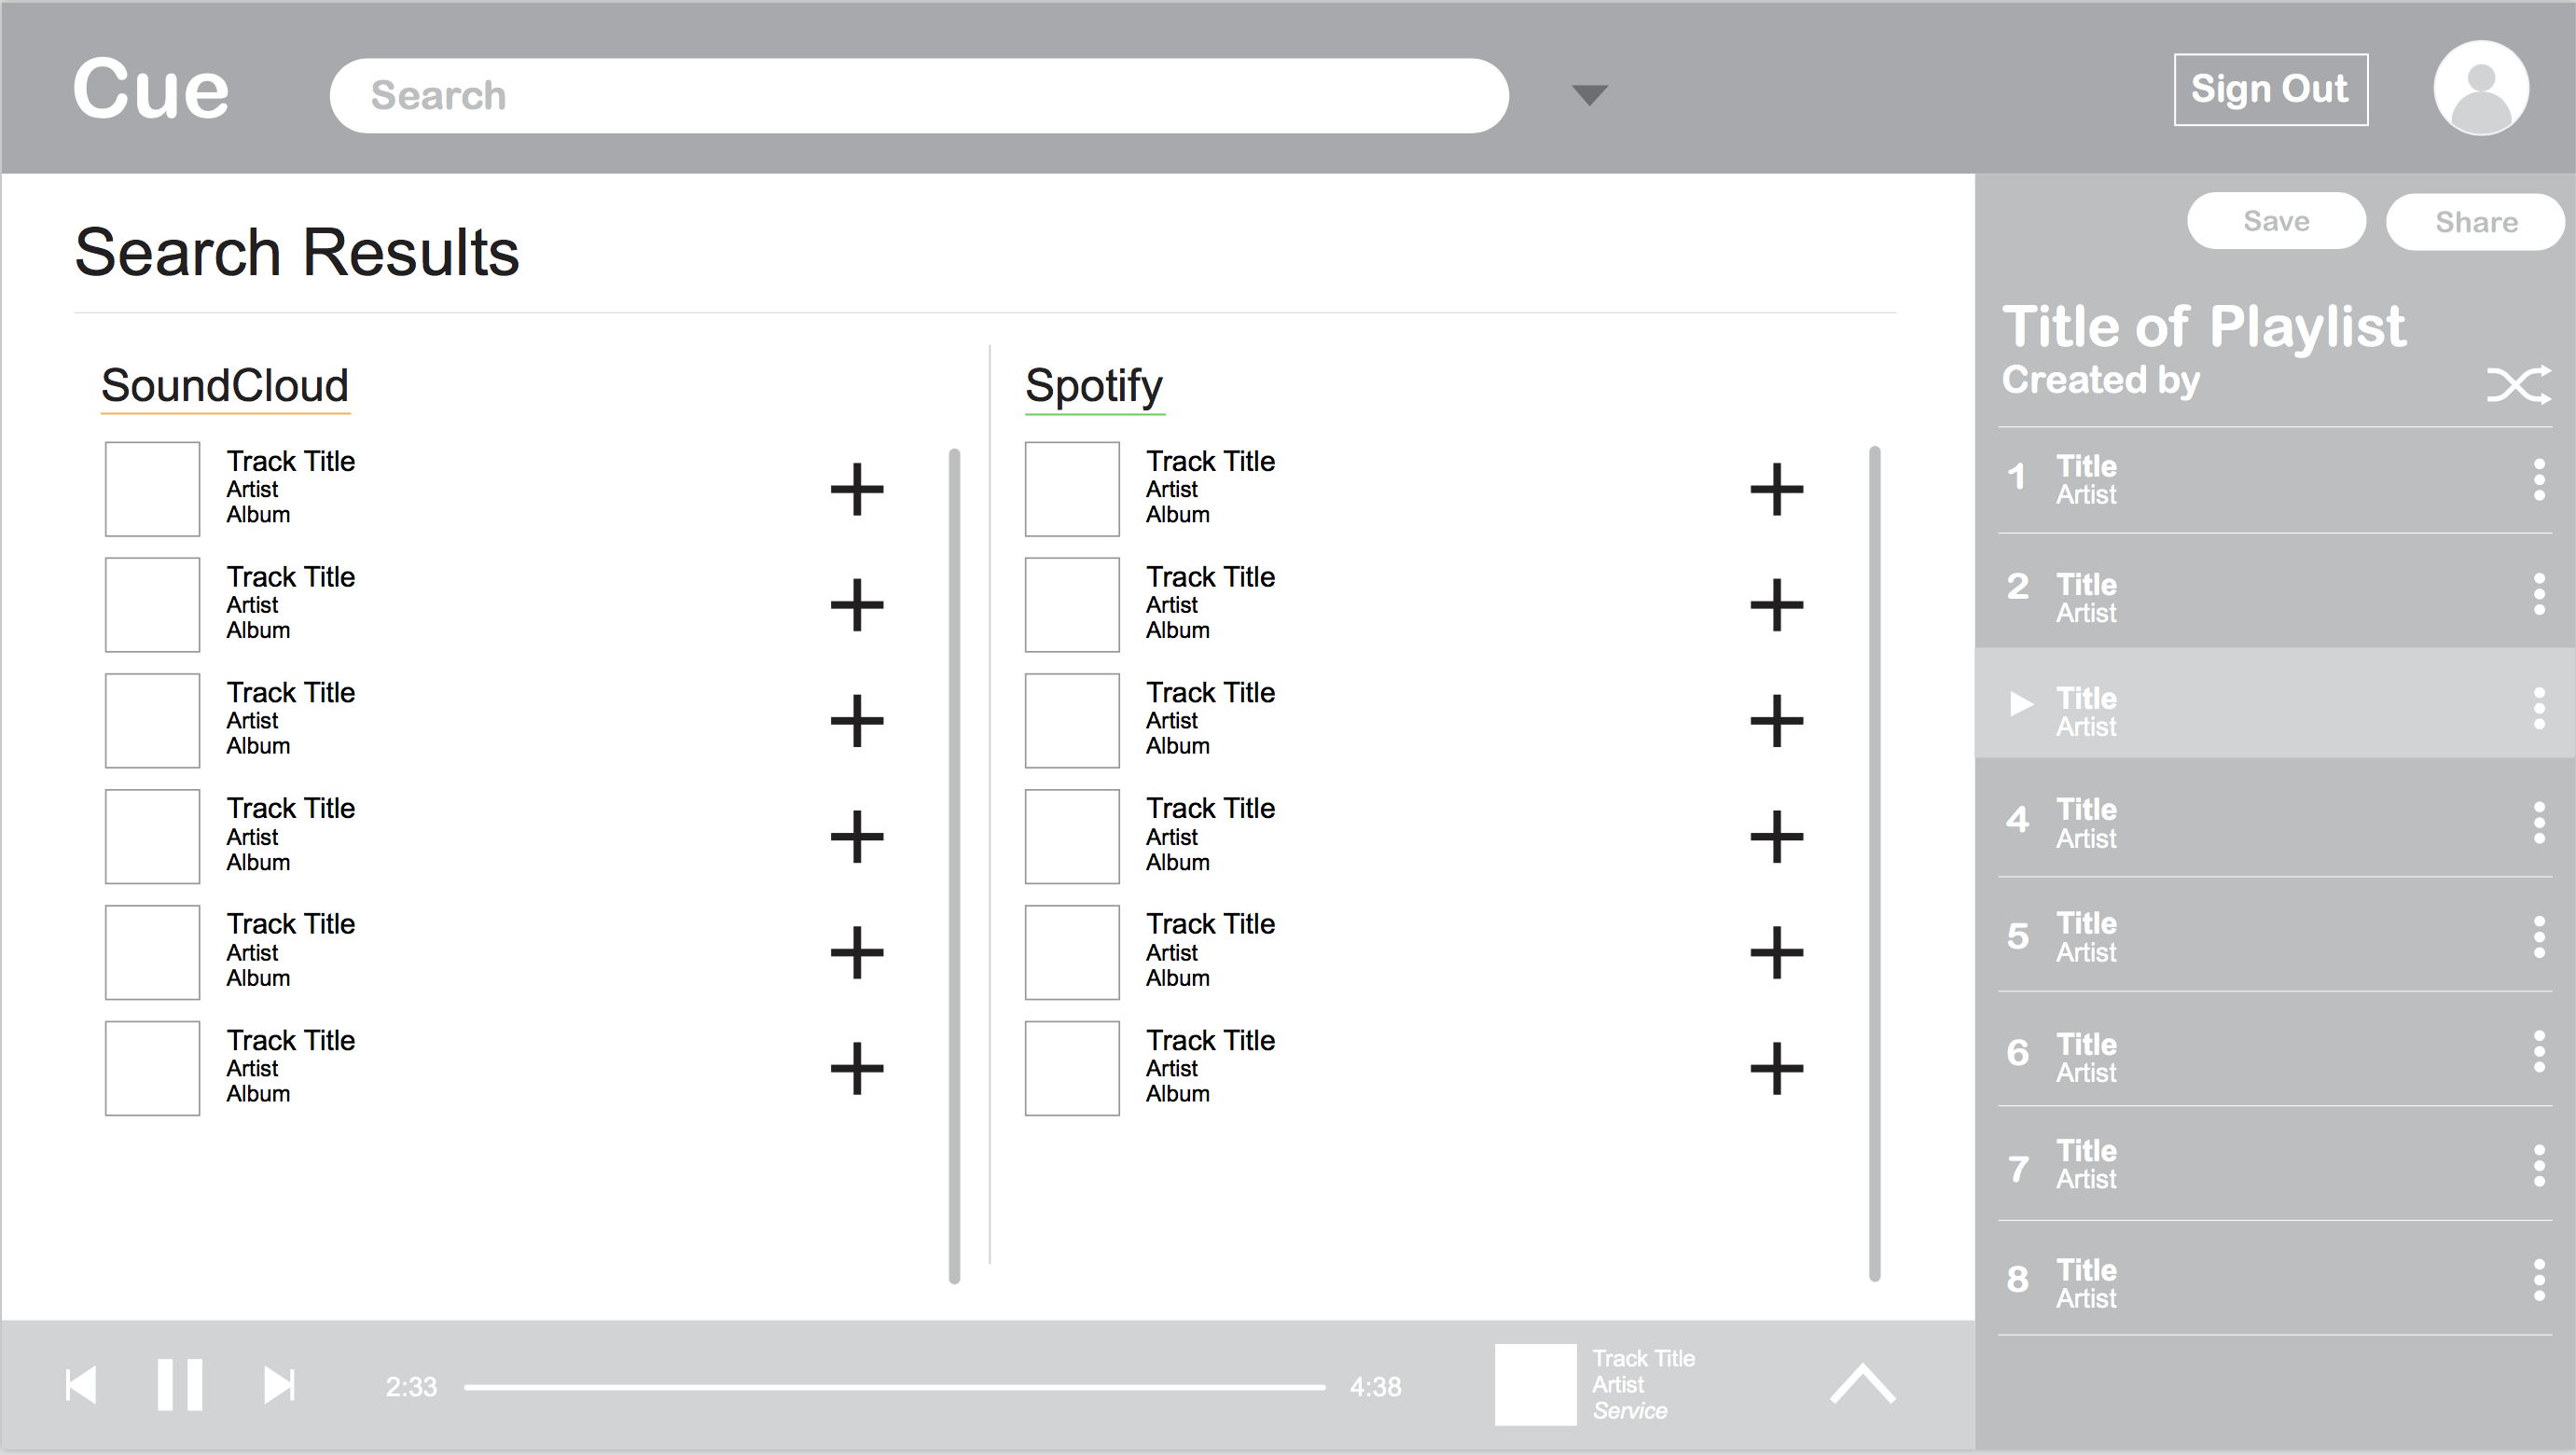 Cue
Search
Sign Out
Search Results
SoundCloud
Track Title
Artist
Album
Track Title
Artist
Album
Track Title
Artist
Album
Track Title
Artist
Album
Track Title
Artist
Album
Track Title
Artist
Album
Spotify
Track Title
Artist
Album
Track Title
Artist
Album
Track Title
Artist
Album
Track Title
Artist
Album
Track Title
Artist
Album
Track Title
Artist
Album
Save
Share
Title of Playlist
Created by
1 Title
Artist
2 Title
Artist
Title
Artist
4 Title
Artist
5 Title
Artist
6 Title
Artist
7 Title
Artist
8 Title
Artist
2:33
4:38
Track Title
Artist
Service